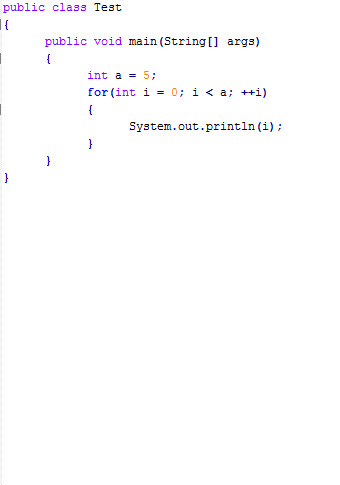 public class Test
{
public void main(String[] args)
{
int a = 5;
for(int i = 0; i < a; ++i)
{
System.out.println(i);
}
}
}